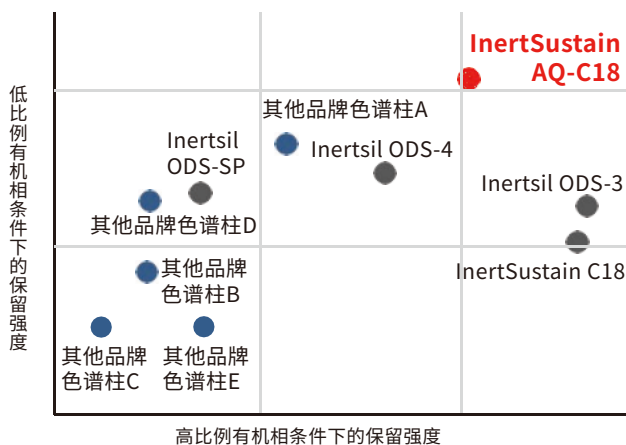 InertSustain
AQ-C18
其他品牌色谱柱A
Inertsil
ODS-SP
Inertsil ODS-4
Inertsil ODS-3
其他品牌色谱柱D
其他品牌
色谱柱B
InertSustain C18
其他品牌
色谱柱C
其他品牌
色谱柱E
低比例有机相条件下的保留强度
高比例有机相条件下的保留强度